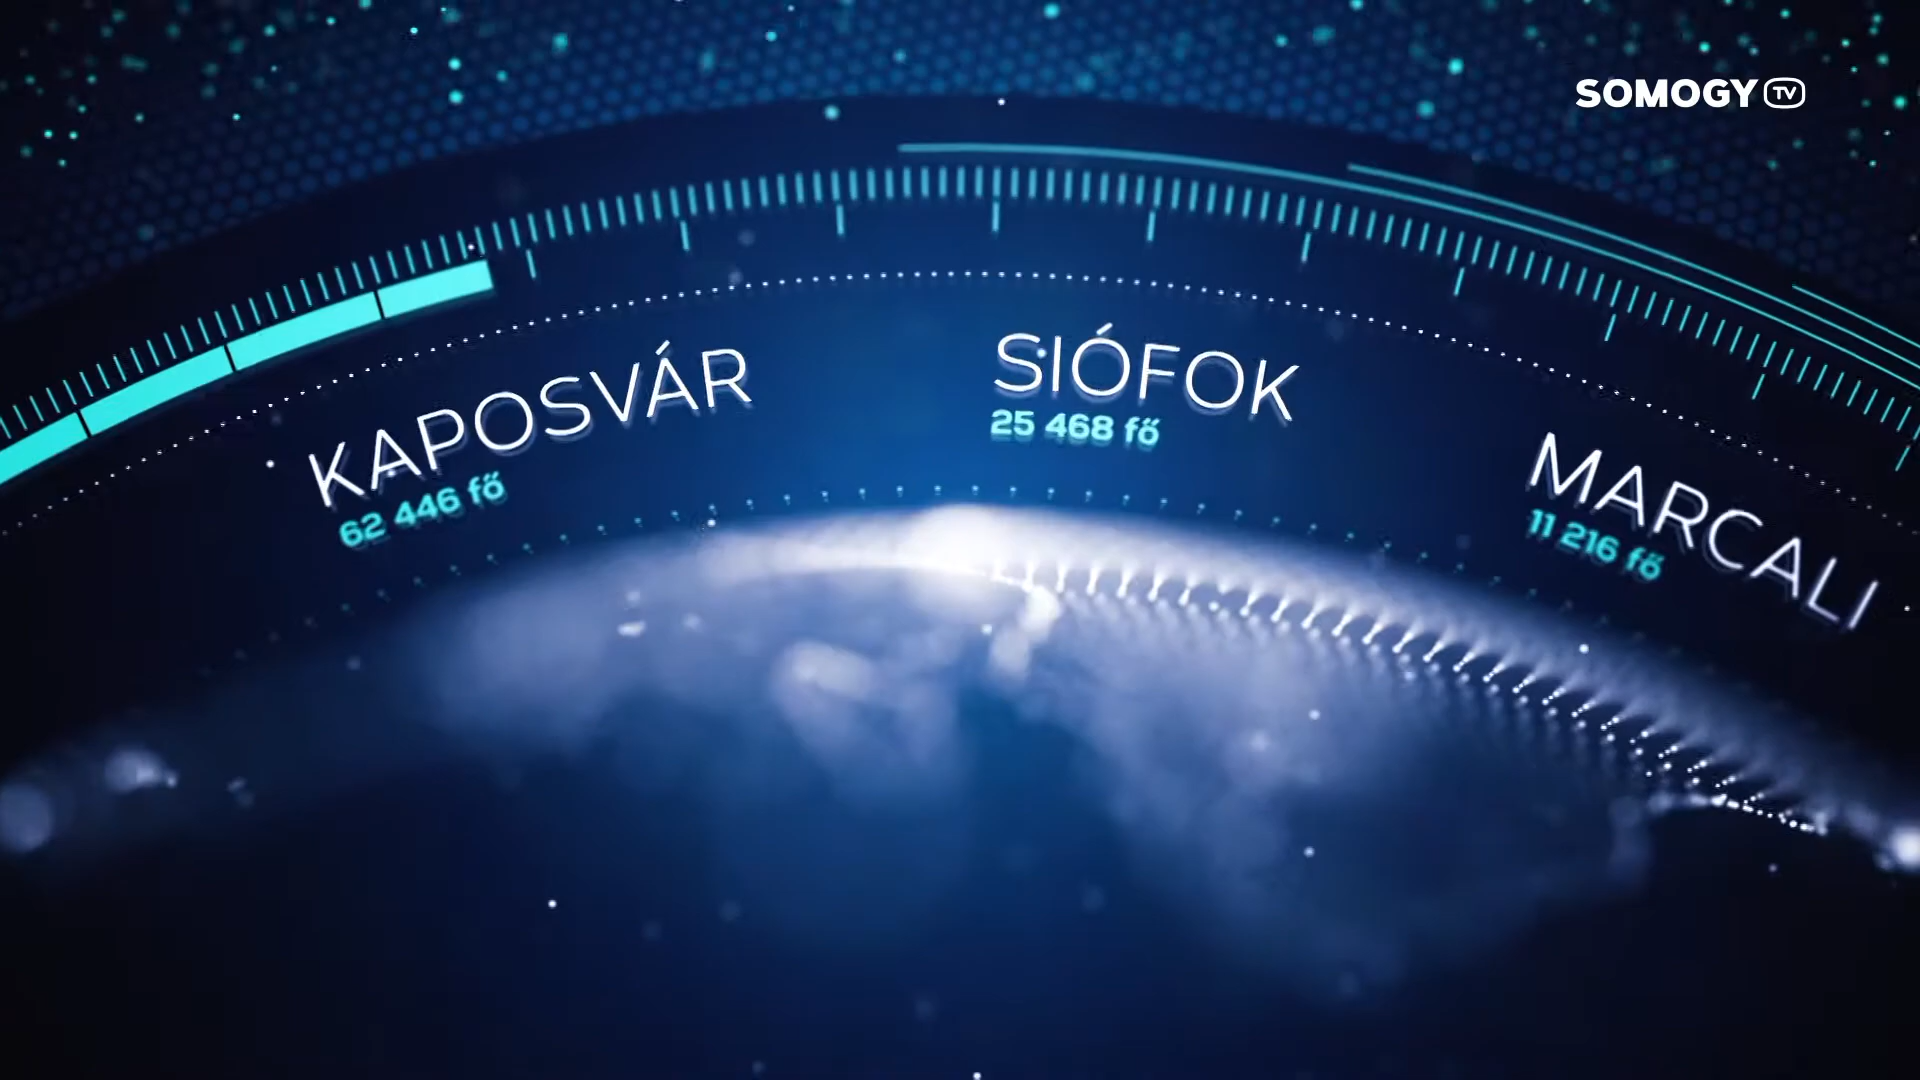 SOMOGY TV
KAPOSVÁR
62 446 fő
SIÓFOK
25 468 fő
MARCALI
11 216 fő